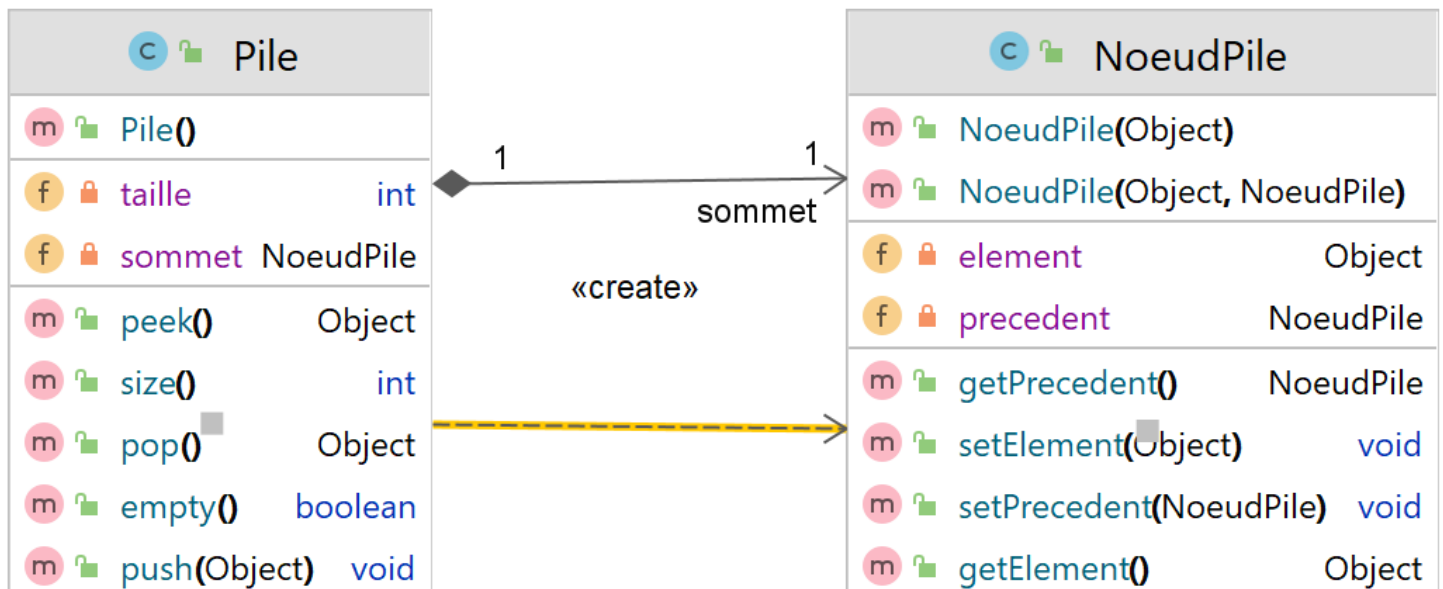 C Pile
m Pile()
f taille int
f sommet NoeudPile
m peek() Object
m size() int
m pop() Object
m empty() boolean
m push(Object) void
1 1
sommet
«create»
C NoeudPile
m NoeudPile(Object)
m NoeudPile(Object, NoeudPile)
f element Object
f precedent NoeudPile
m getPrecedent() NoeudPile
m setElement(Object) void
m setPrecedent(NoeudPile) void
m getElement() Object